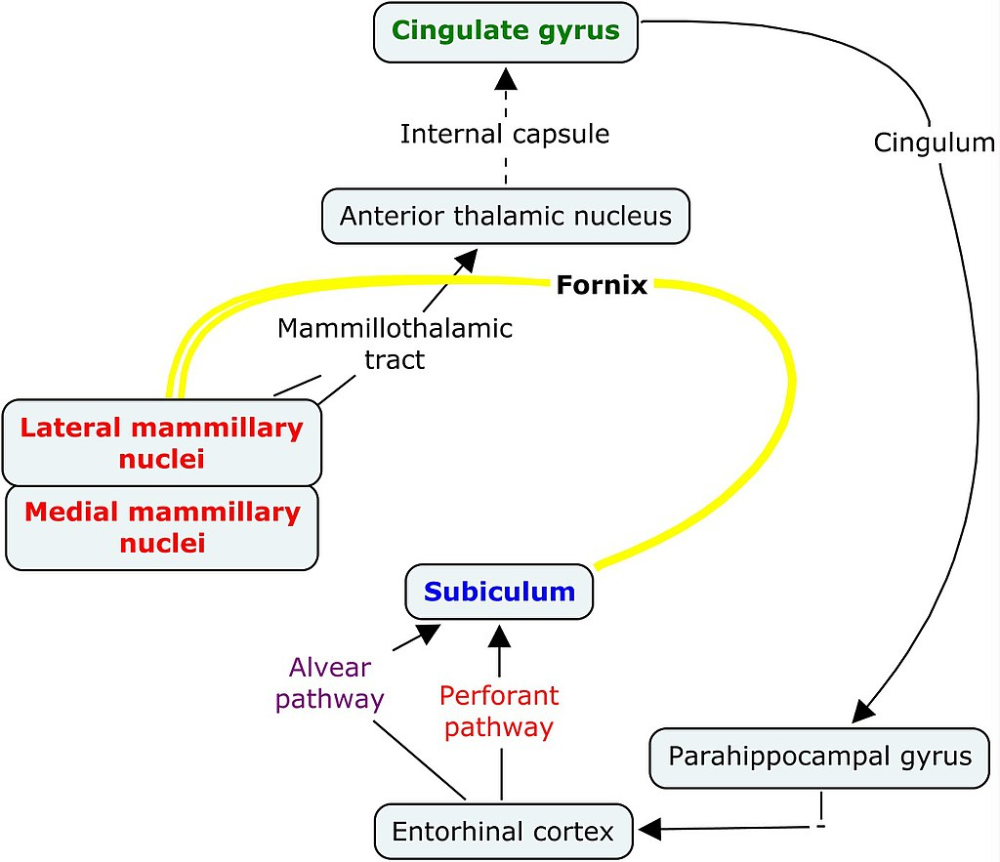 Cingulate gyrus
Internal capsule
Cingulum
Anterior thalamic nucleus
Fornix
Mammillothalamic
tract
Lateral mammillary
nuclei
Medial mammillary
nuclei
Subiculum
Alvear
pathway
Perforant
pathway
Parahippocampal gyrus
-
Entorhinal cortex